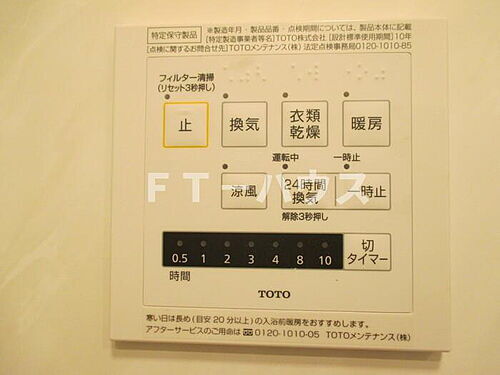 特定保守製品 ※製造年月・製品品番・点検期間については、製品本体に記載
[特定製造事業者等名]TOTO株式会社 [設計標準使用期間]10年
[点検に関するお問合せ先]TOTOメンテナンス(株) 法定点検事務局0120-1010-85
フィルター清掃
(リセット3秒押し)
止 換気 衣類乾燥 暖房
運転中 一時止
涼風 24時間換気 一時止
解除3秒押し
FT-ハウス
0.5 1 2 3 4 8 10 切タイマー
時間
TOTO
寒い日は長め(目安20分以上)の入浴前暖房をおすすめします。
アフターサービスのご用命は 0120-1010-05 TOTOメンテナンス(株)